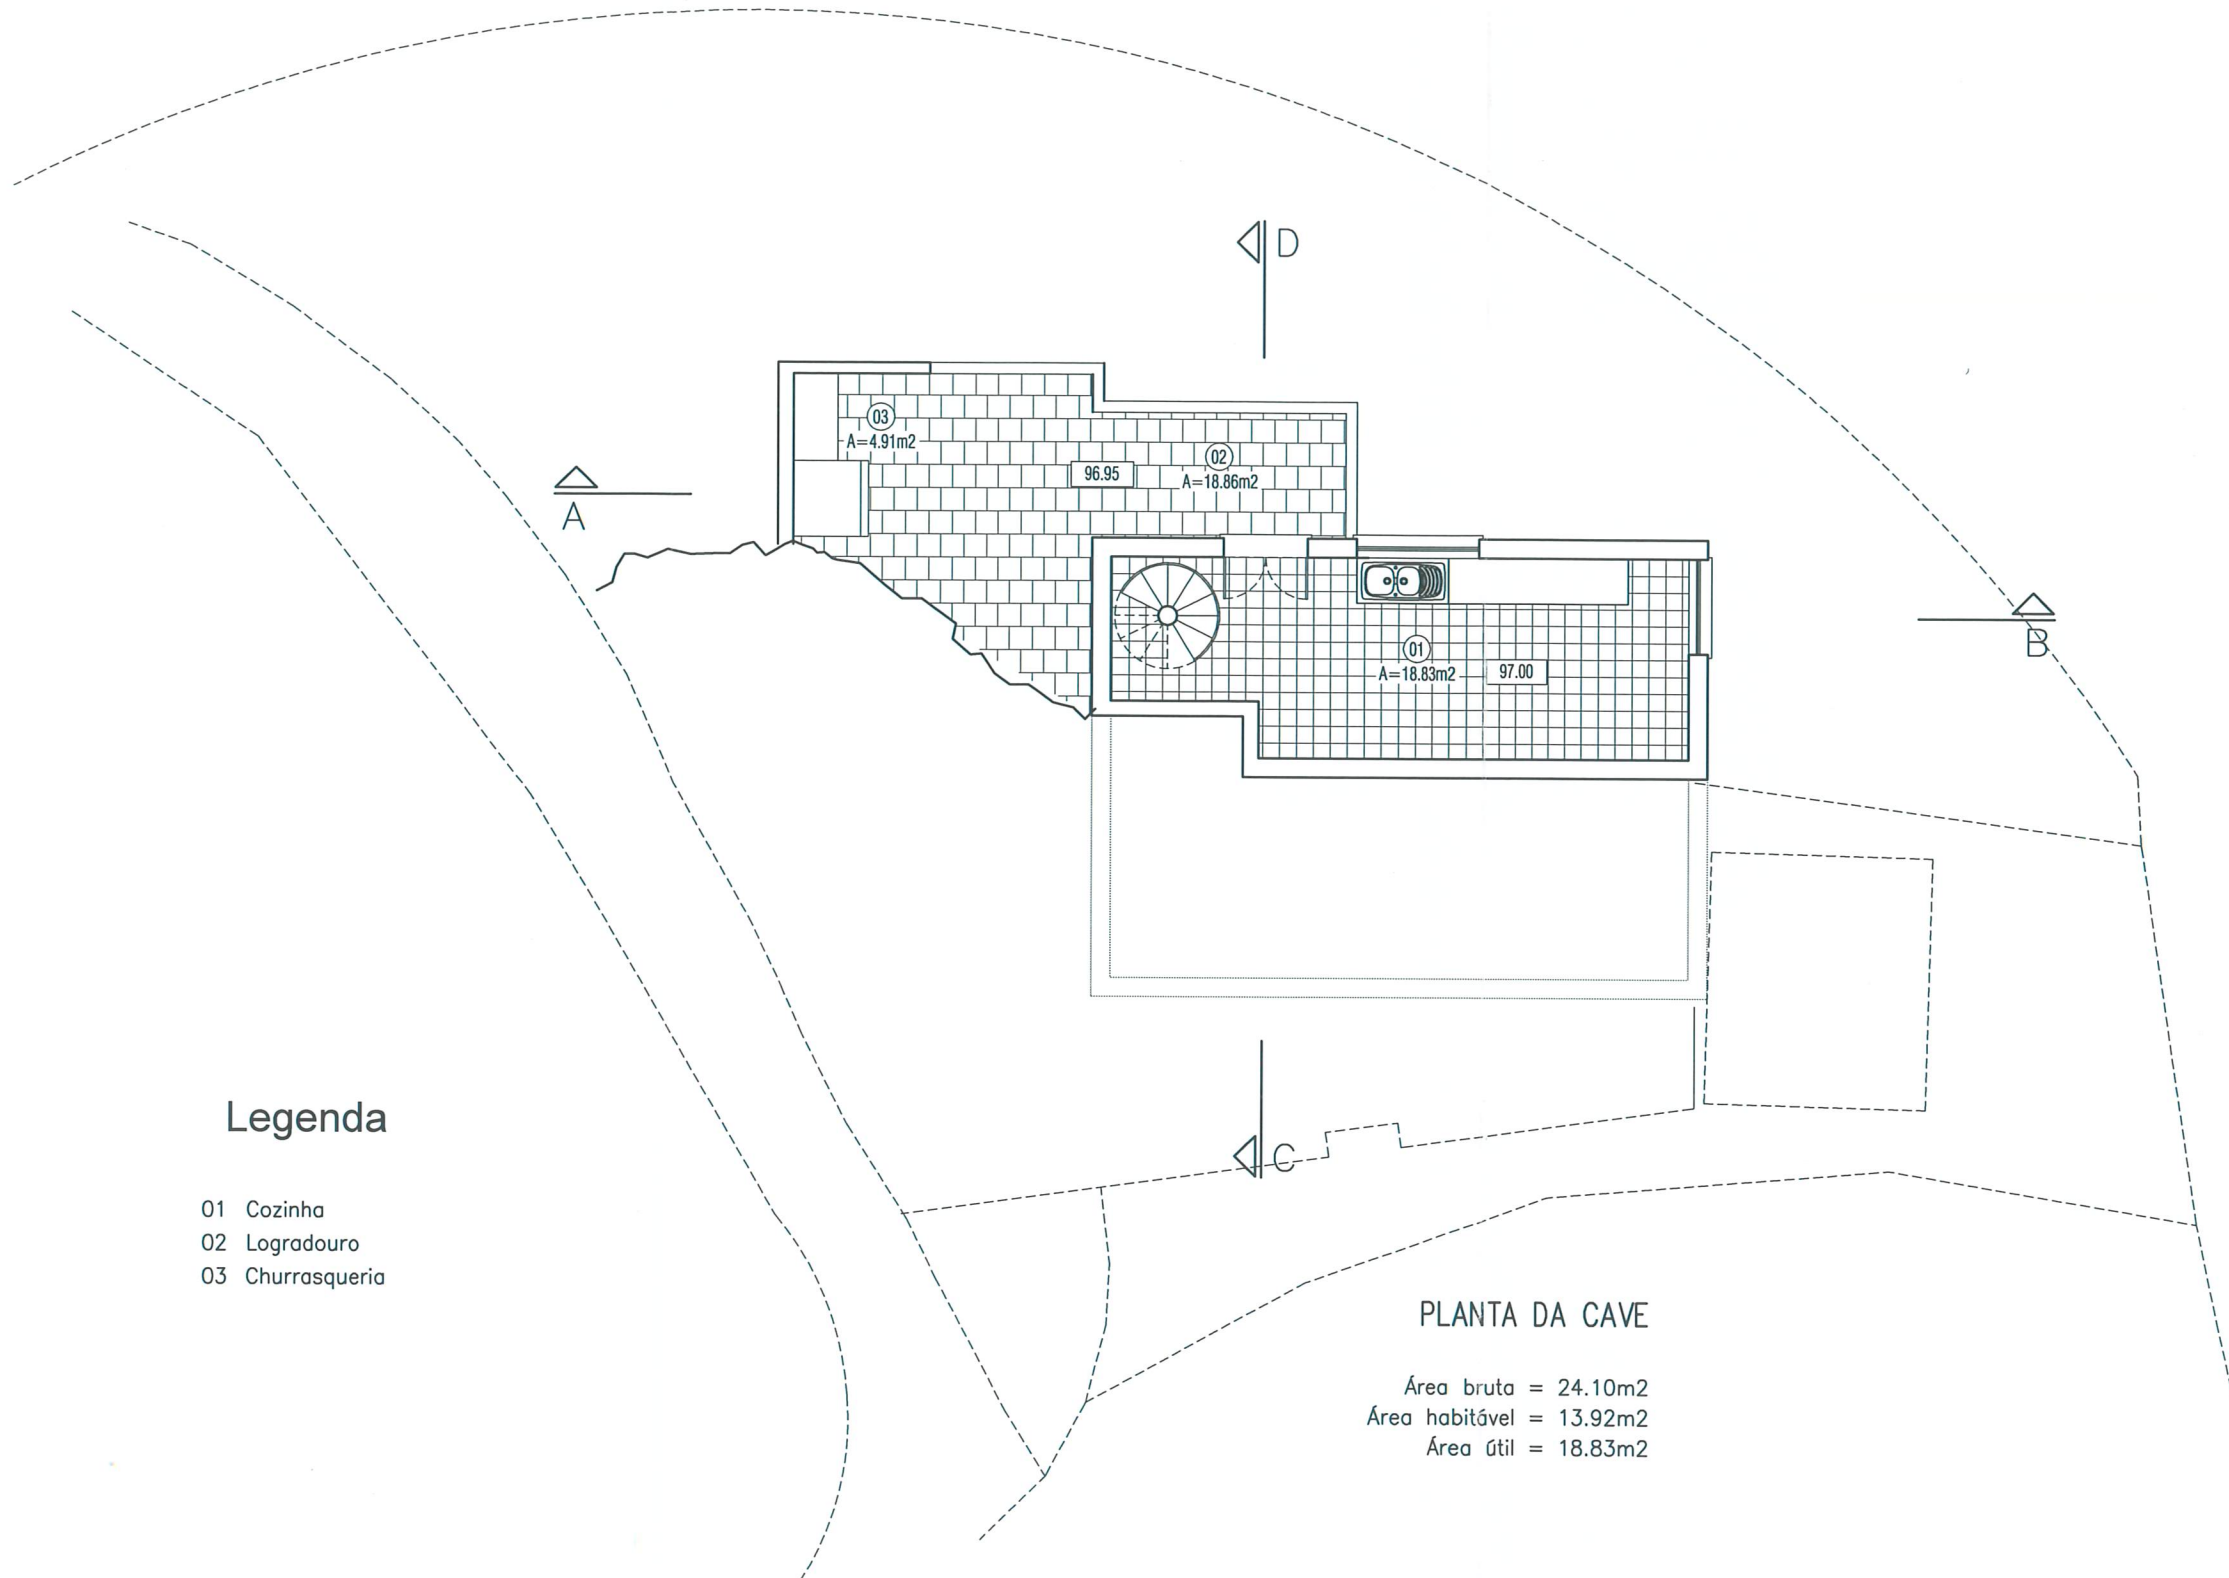 D
03
A=4.91m2
02
96.95
A=18.86m2
A
B
01
A=18.83m2
97.00
C
Legenda
01 Cozinha
02 Logradouro
03 Churrasqueria
PLANTA DA CAVE
Área bruta = 24.10m2
Área habitável = 13.92m2
Área útil = 18.83m2